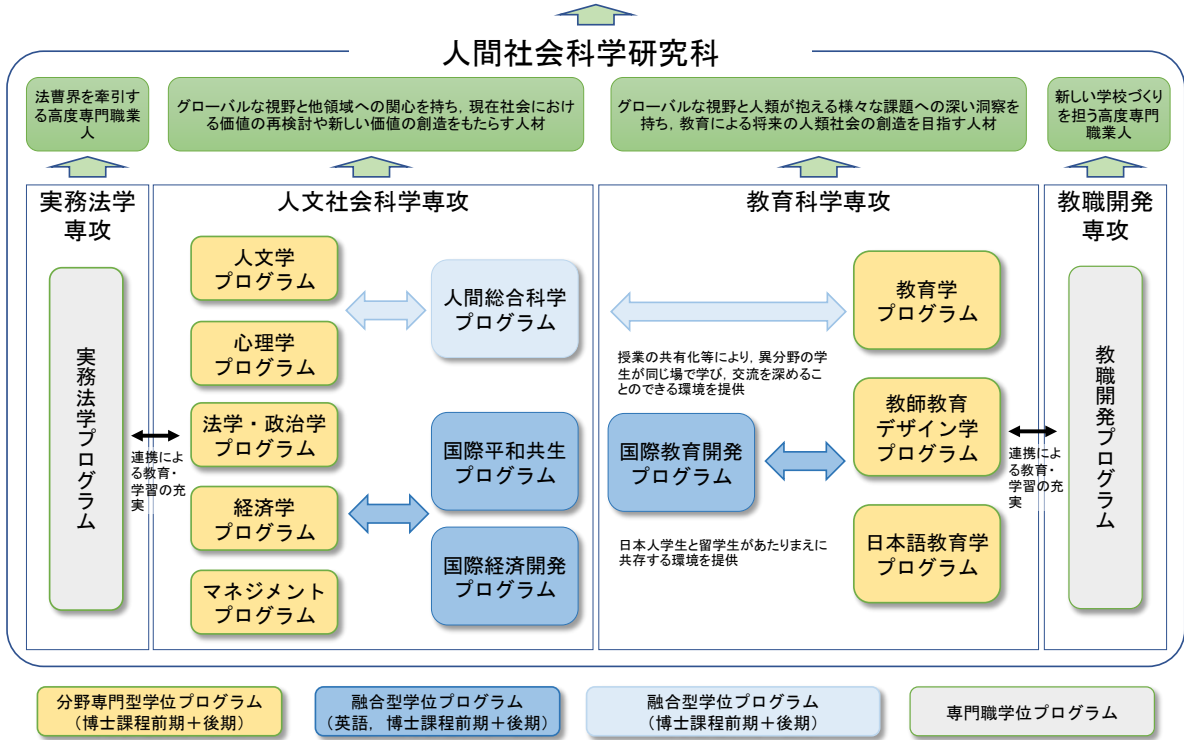 人間社会科学研究科
法曹界を牽引す
る高度専門職業
人
グローバルな視野と他領域への関心を持ち，現在社会におけ
る価値の再検討や新しい価値の創造をもたらす人材
グローバルな視野と人類が抱える様々な課題への深い洞察を
持ち，教育による将来の人類社会の創造を目指す人材
新しい学校づくり
を担う高度専門
職業人
実務法学
専攻
実務法学プログラム
連携によ
る教育・
学習の充
実
人文社会科学専攻
人文学
プログラム
心理学
プログラム
法学・政治学
プログラム
経済学
プログラム
マネジメント
プログラム
人間総合科学
プログラム
国際平和共生
プログラム
国際経済開発
プログラム
教育科学専攻
授業の共有化等により，異分野の学
生が同じ場で学び，交流を深めるこ
とのできる環境を提供
国際教育開発
プログラム
日本人学生と留学生があたりまえに
共存する環境を提供
教育学
プログラム
教師教育
デザイン学
プログラム
日本語教育学
プログラム
連携によ
る教育・
学習の充
実
教職開発
専攻
教職開発プログラム
分野専門型学位プログラム
（博士課程前期＋後期）
融合型学位プログラム
（英語，博士課程前期＋後期）
融合型学位プログラム
（博士課程前期＋後期）
専門職学位プログラム